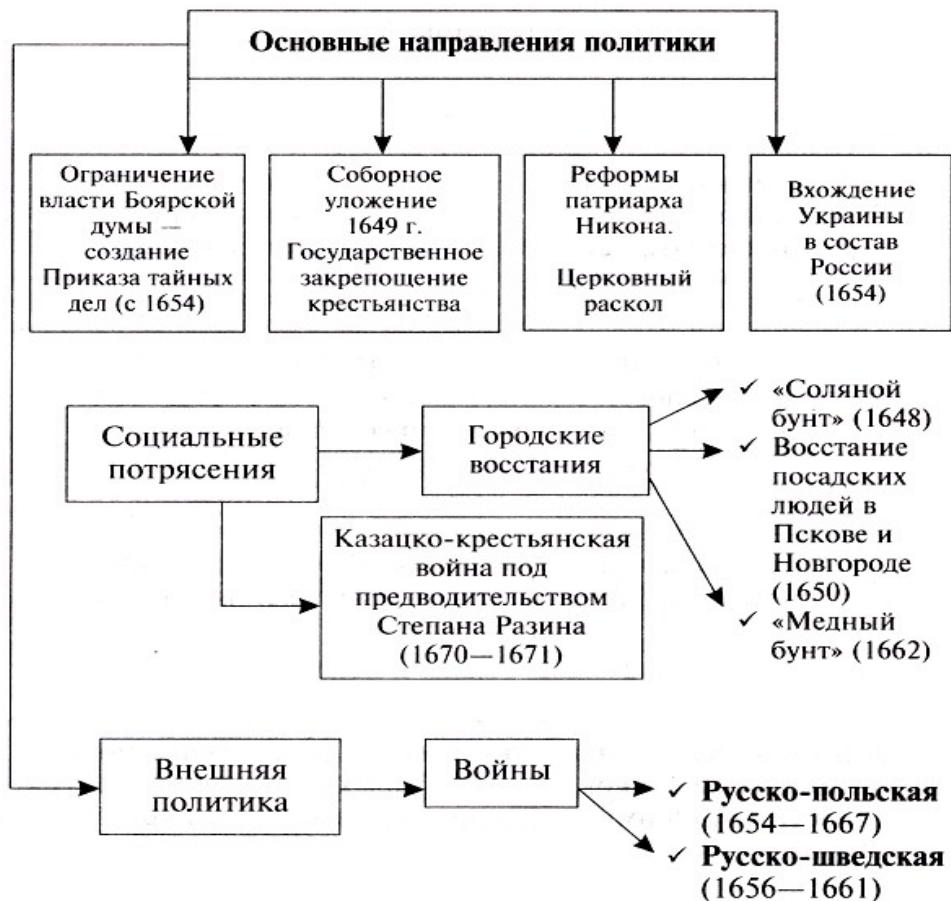 Основные направления политики
Ограничение
власти Боярской
думы —
создание
Приказа тайных
дел (с 1654)
Соборное
уложение
1649 г.
Государственное
закрепощение
крестьянства
Реформы
патриарха
Никона.
Церковный
раскол
Вхождение
Украины
в состав
России
(1654)
Социальные
потрясения
Городские
восстания
✓ «Соляной
бунт» (1648)
✓ Восстание
посадских
людей в
Пскове и
Новгороде
(1650)
✓ «Медный
бунт» (1662)
Казацко-крестьянская
война под
предводительством
Степана Разина
(1670—1671)
Внешняя
политика
Войны
✓ Русско-польская
(1654—1667)
✓ Русско-шведская
(1656—1661)